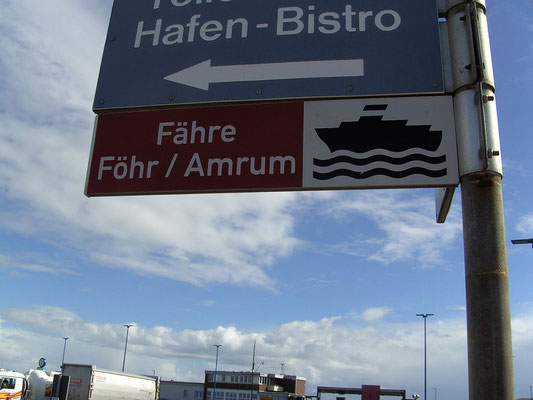 Hafen-Bistro
Fähre
Föhr / Amrum